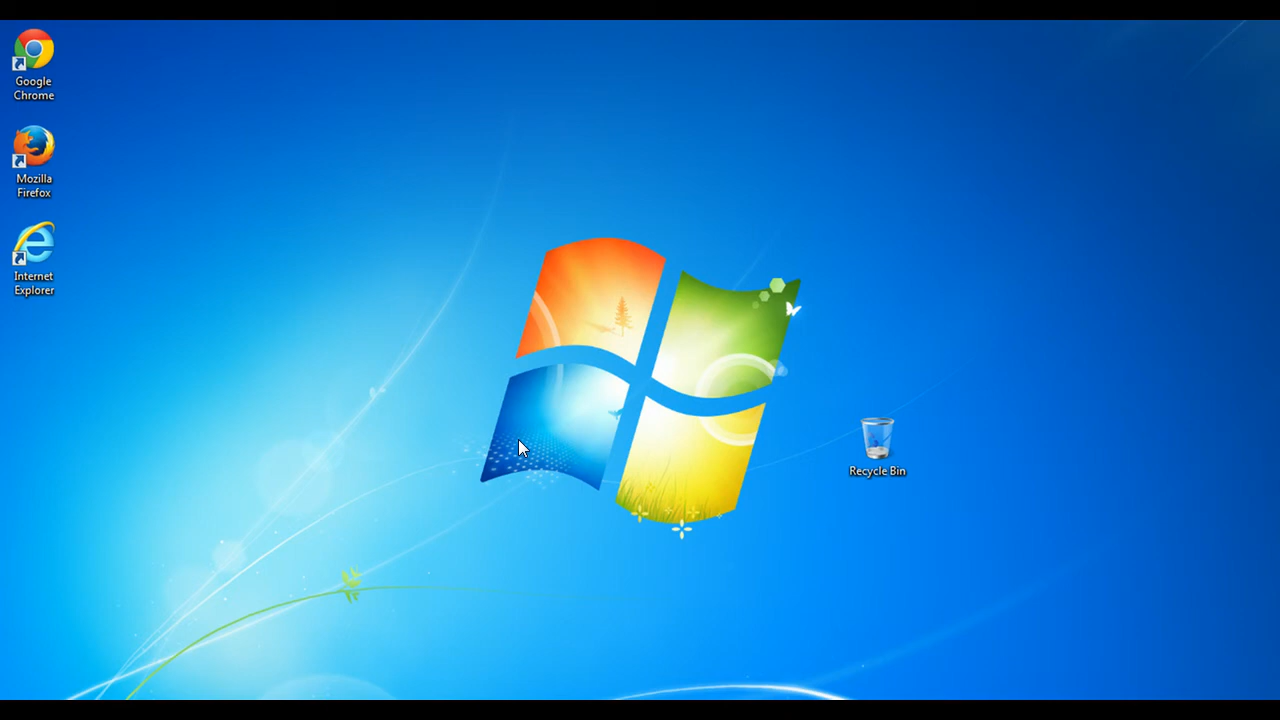 Google
Chrome
Mozilla
Firefox
Internet
Explorer
Recycle Bin